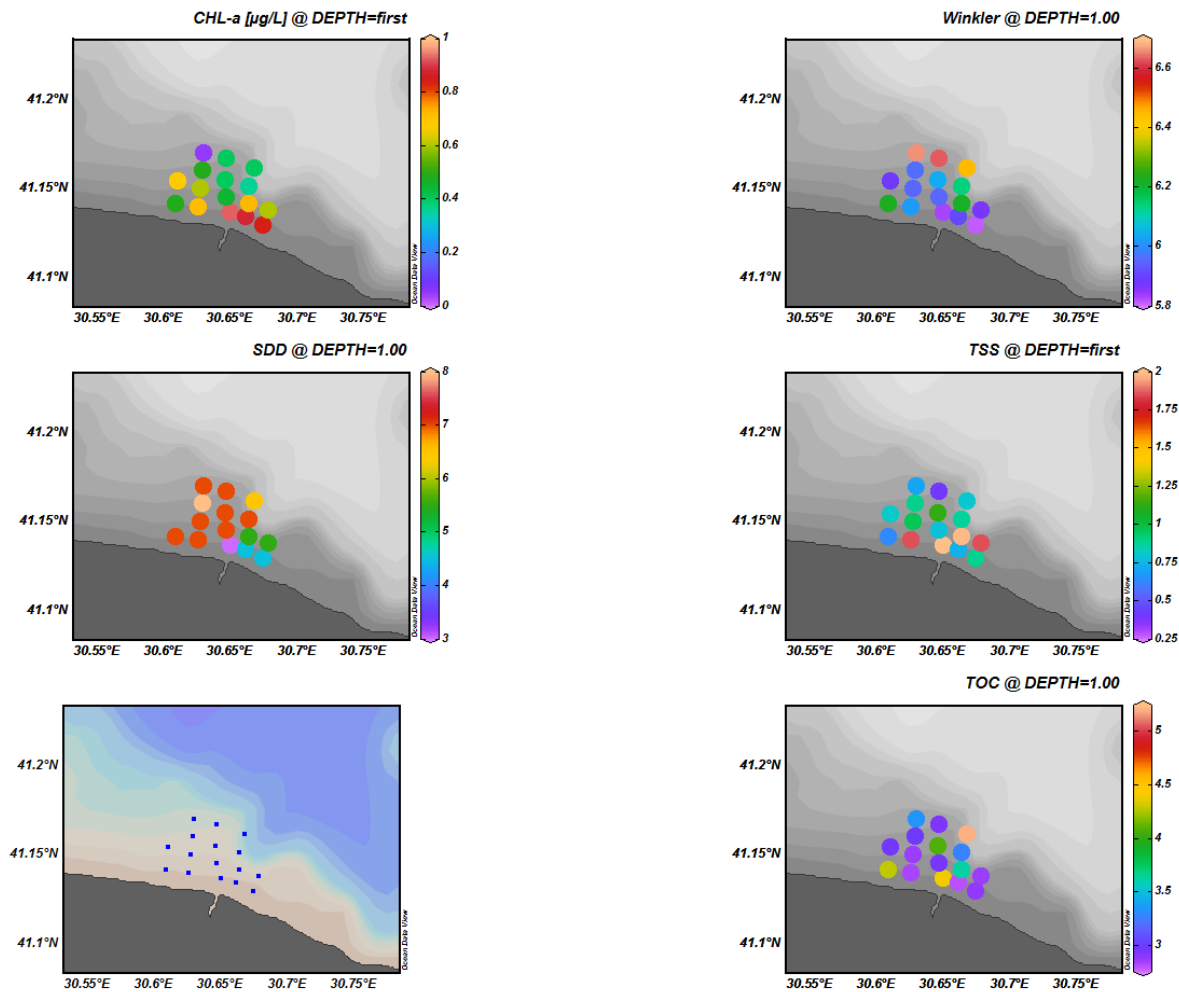 CHL-a [µg/L] @ DEPTH=first
41.2°N
41.15°N
41.1°N
30.55°E 30.6°E 30.65°E 30.7°E 30.75°E
1
0.8
0.6
0.4
0.2
0
Ocean Data View
Winkler @ DEPTH=1.00
41.2°N
41.15°N
41.1°N
30.55°E 30.6°E 30.65°E 30.7°E 30.75°E
6.6
6.4
6.2
6
5.8
Ocean Data View
SDD @ DEPTH=1.00
41.2°N
41.15°N
41.1°N
30.55°E 30.6°E 30.65°E 30.7°E 30.75°E
8
7
6
5
4
3
Ocean Data View
TSS @ DEPTH=first
41.2°N
41.15°N
41.1°N
30.55°E 30.6°E 30.65°E 30.7°E 30.75°E
2
1.75
1.5
1.25
1
0.75
0.5
0.25
Ocean Data View
41.2°N
41.15°N
41.1°N
30.55°E 30.6°E 30.65°E 30.7°E 30.75°E
Ocean Data View
TOC @ DEPTH=1.00
41.2°N
41.15°N
41.1°N
30.55°E 30.6°E 30.65°E 30.7°E 30.75°E
5
4.5
4
3.5
3
Ocean Data View